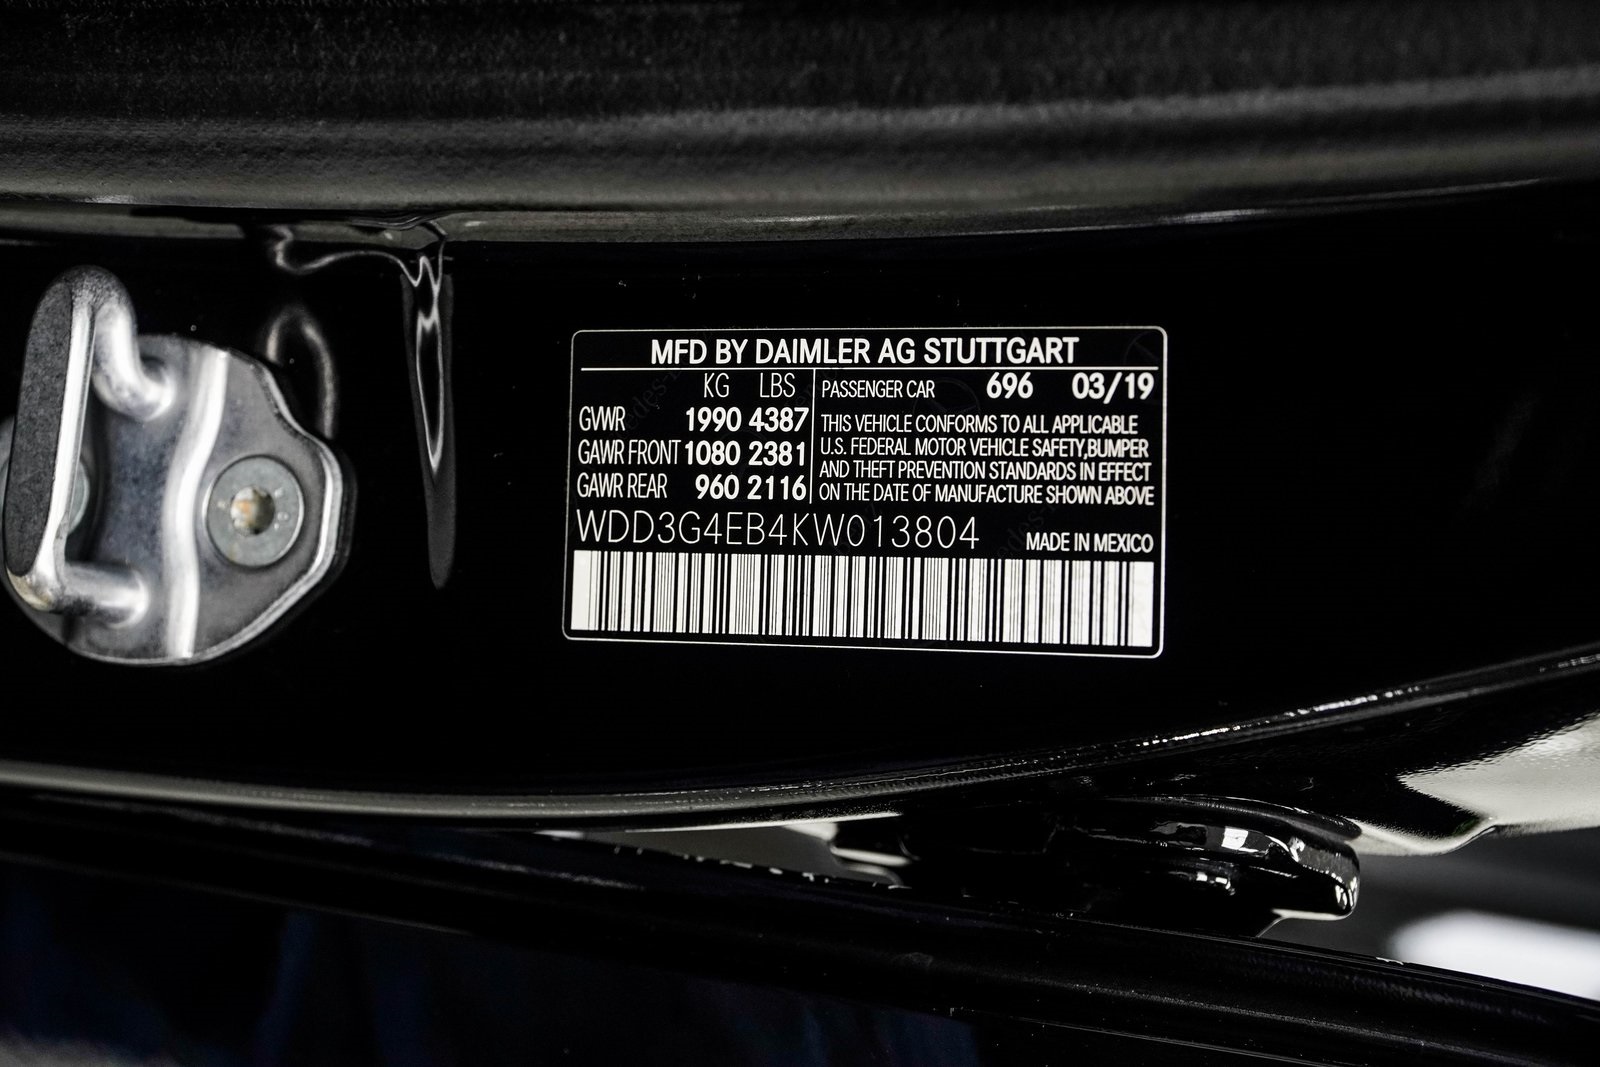 MFD BY DAIMLER AG STUTTGART
KG LBS
GVWR 1990 4387
GAWR FRONT 1080 2381
GAWR REAR 960 2116
PASSENGER CAR 696 03/19
THIS VEHICLE CONFORMS TO ALL APPLICABLE
U.S. FEDERAL MOTOR VEHICLE SAFETY,BUMPER
AND THEFT PREVENTION STANDARDS IN EFFECT
ON THE DATE OF MANUFACTURE SHOWN ABOVE
WDD3G4EB4KW013804 MADE IN MEXICO